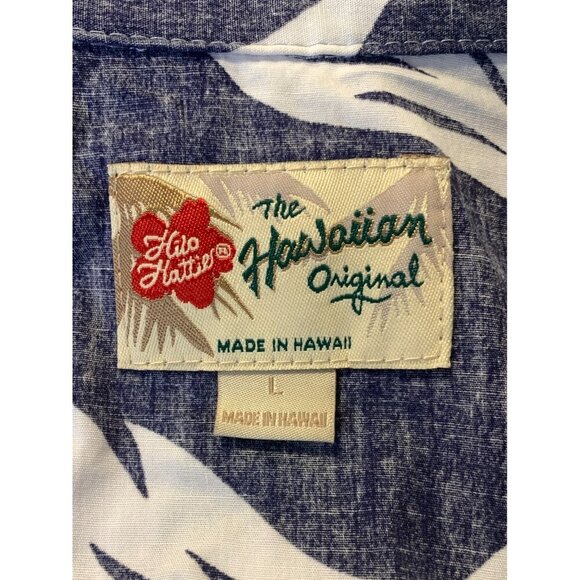 Hilo
Hattie ®
The
Hawaiian
Original
MADE IN HAWAII
L
MADE IN HAWAII